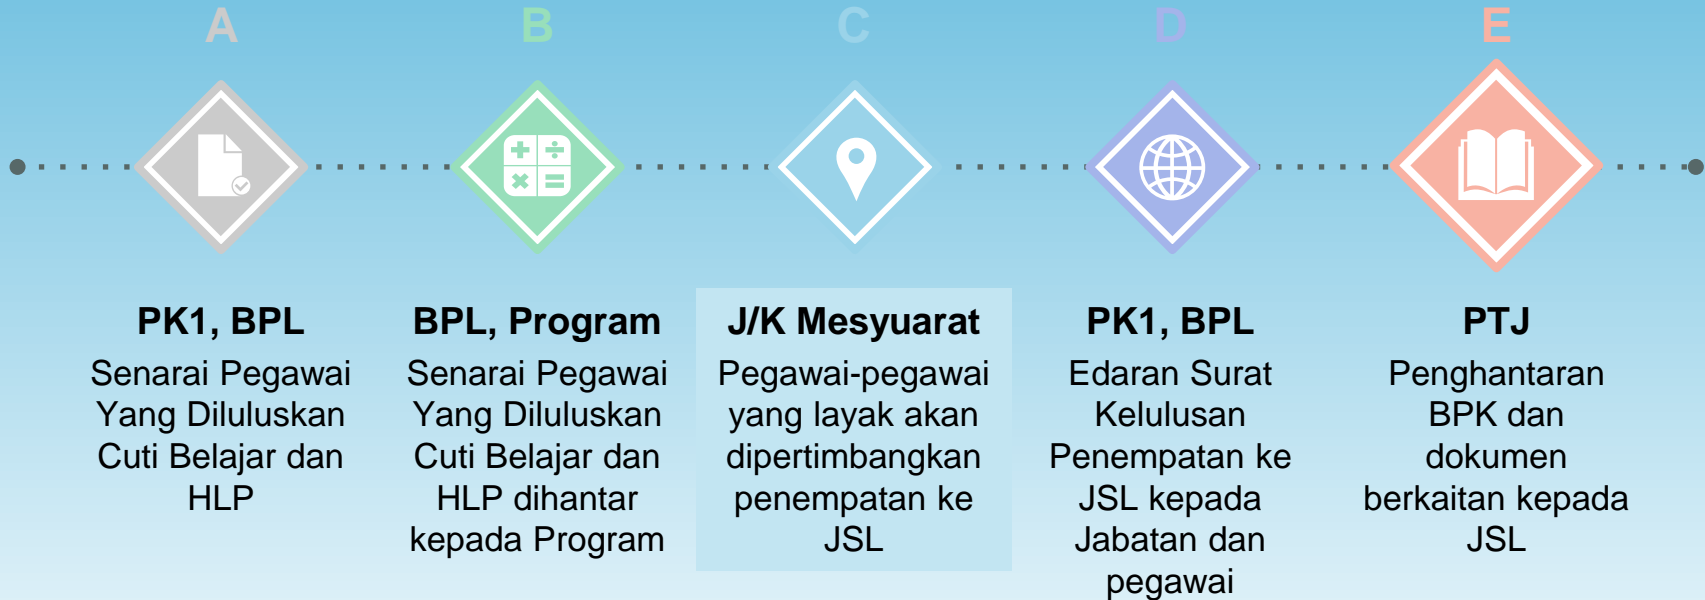 A
B
C
D
E
PK1, BPL
Senarai Pegawai
Yang Diluluskan
Cuti Belajar dan
HLP
BPL, Program
Senarai Pegawai
Yang Diluluskan
Cuti Belajar dan
HLP dihantar
kepada Program
J/K Mesyuarat
Pegawai-pegawai
yang layak akan
dipertimbangkan
penempatan ke
JSL
PK1, BPL
Edaran Surat
Kelulusan
Penempatan ke
JSL kepada
Jabatan dan
pegawai
PTJ
Penghantaran
BPK dan
dokumen
berkaitan kepada
JSL